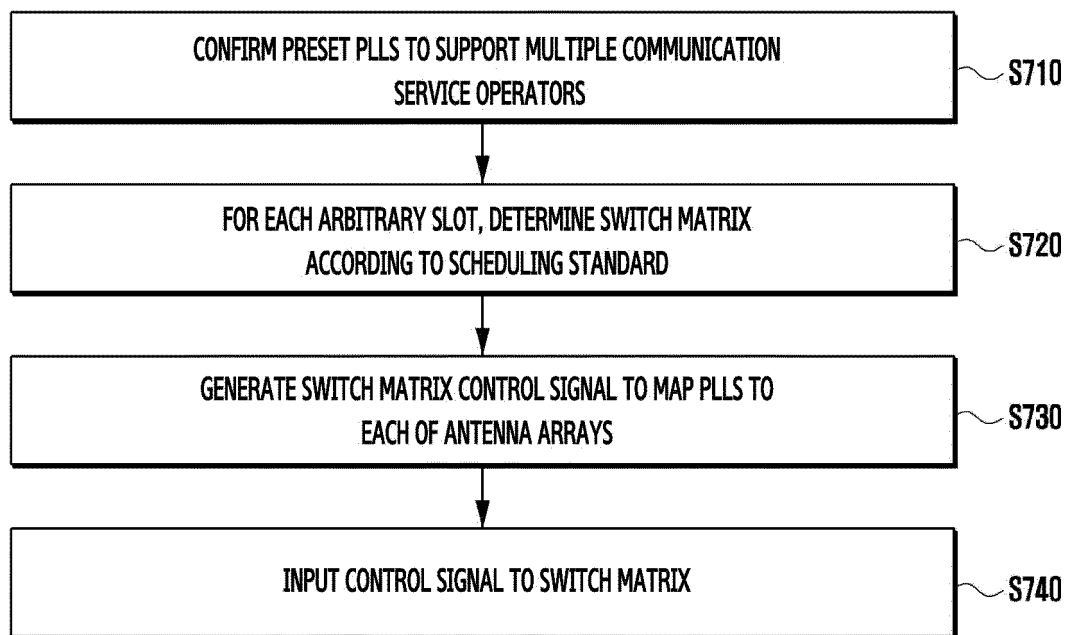 CONFIRM PRESET PLLS TO SUPPORT MULTIPLE COMMUNICATION
SERVICE OPERATORS
S710
FOR EACH ARBITRARY SLOT, DETERMINE SWITCH MATRIX
ACCORDING TO SCHEDULING STANDARD
S720
GENERATE SWITCH MATRIX CONTROL SIGNAL TO MAP PLLS TO
EACH OF ANTENNA ARRAYS
S730
INPUT CONTROL SIGNAL TO SWITCH MATRIX
S740